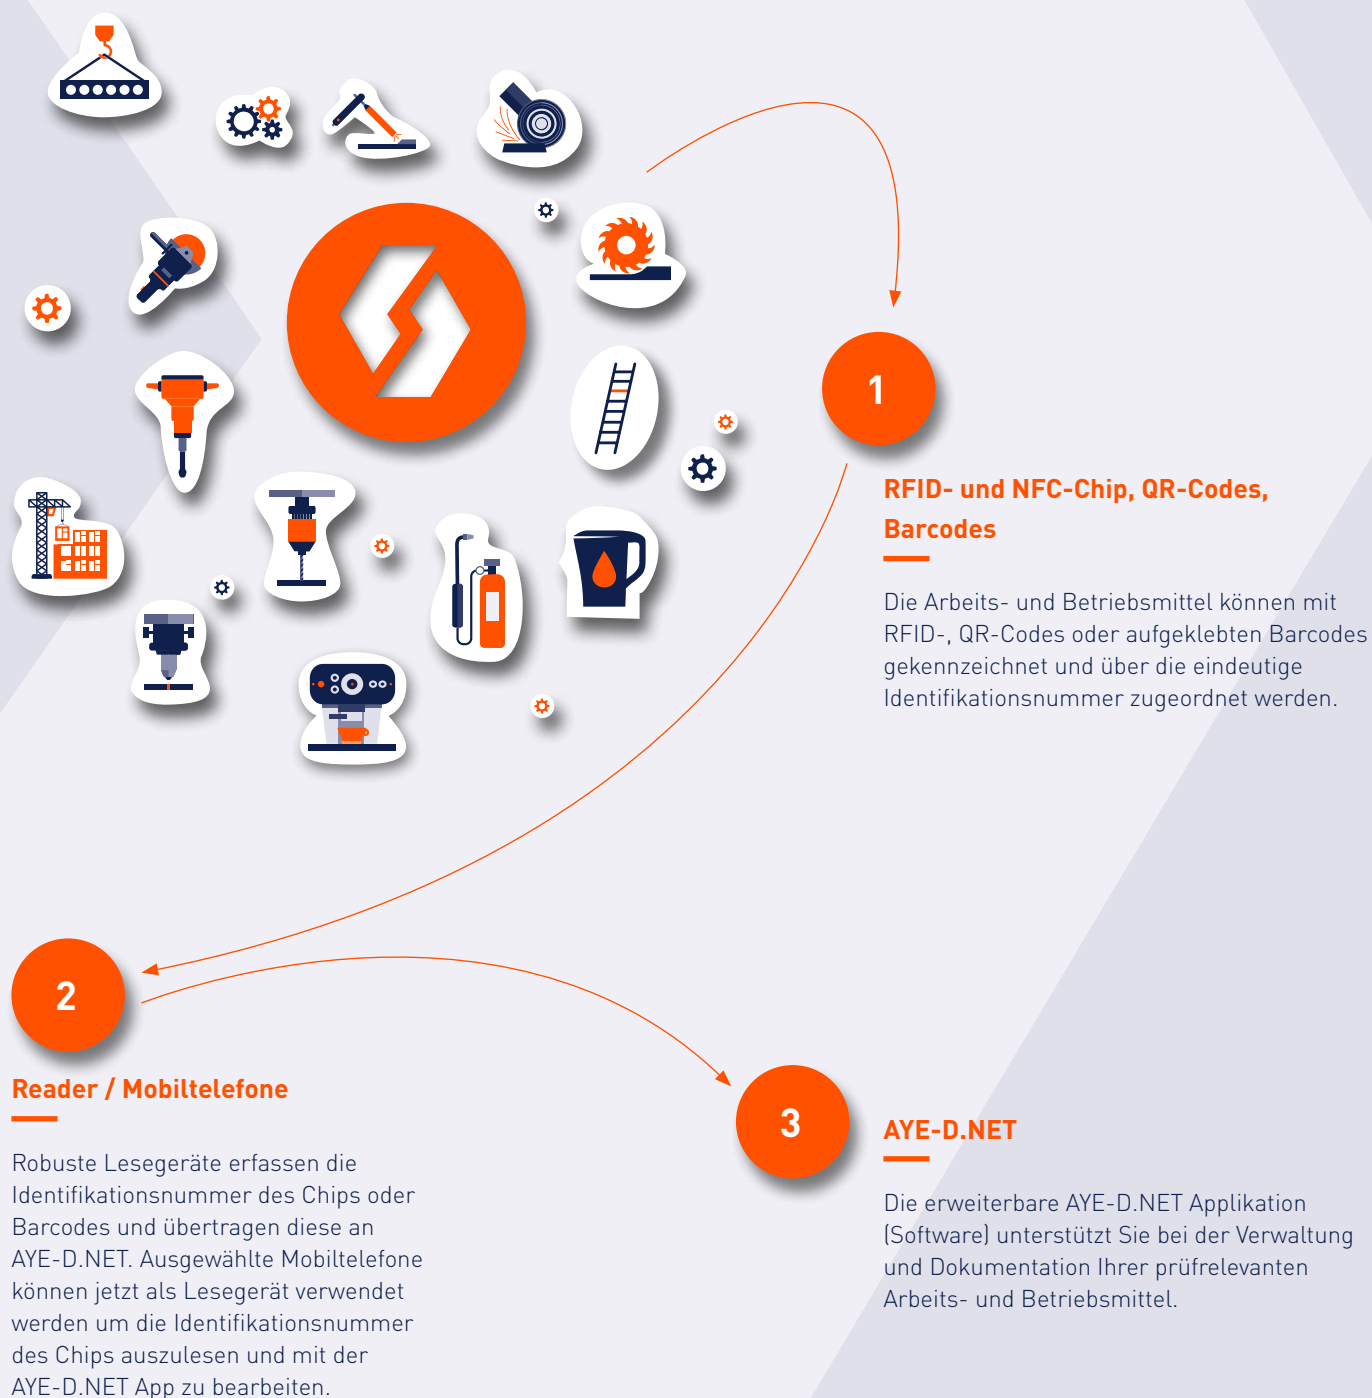 1
RFID- und NFC-Chip, QR-Codes,
Barcodes
Die Arbeits- und Betriebsmittel können mit
RFID-, QR-Codes oder aufgeklebten Barcodes
gekennzeichnet und über die eindeutige
Identifikationsnummer zugeordnet werden.
2
Reader / Mobiltelefone
Robuste Lesegeräte erfassen die
Identifikationsnummer des Chips oder
Barcodes und übertragen diese an
AYE-D.NET. Ausgewählte Mobiltelefone
können jetzt als Lesegerät verwendet
werden um die Identifikationsnummer
des Chips auszulesen und mit der
AYE-D.NET App zu bearbeiten.
3
AYE-D.NET
Die erweiterbare AYE-D.NET Applikation
(Software) unterstützt Sie bei der Verwaltung
und Dokumentation Ihrer prüfrelevanten
Arbeits- und Betriebsmittel.